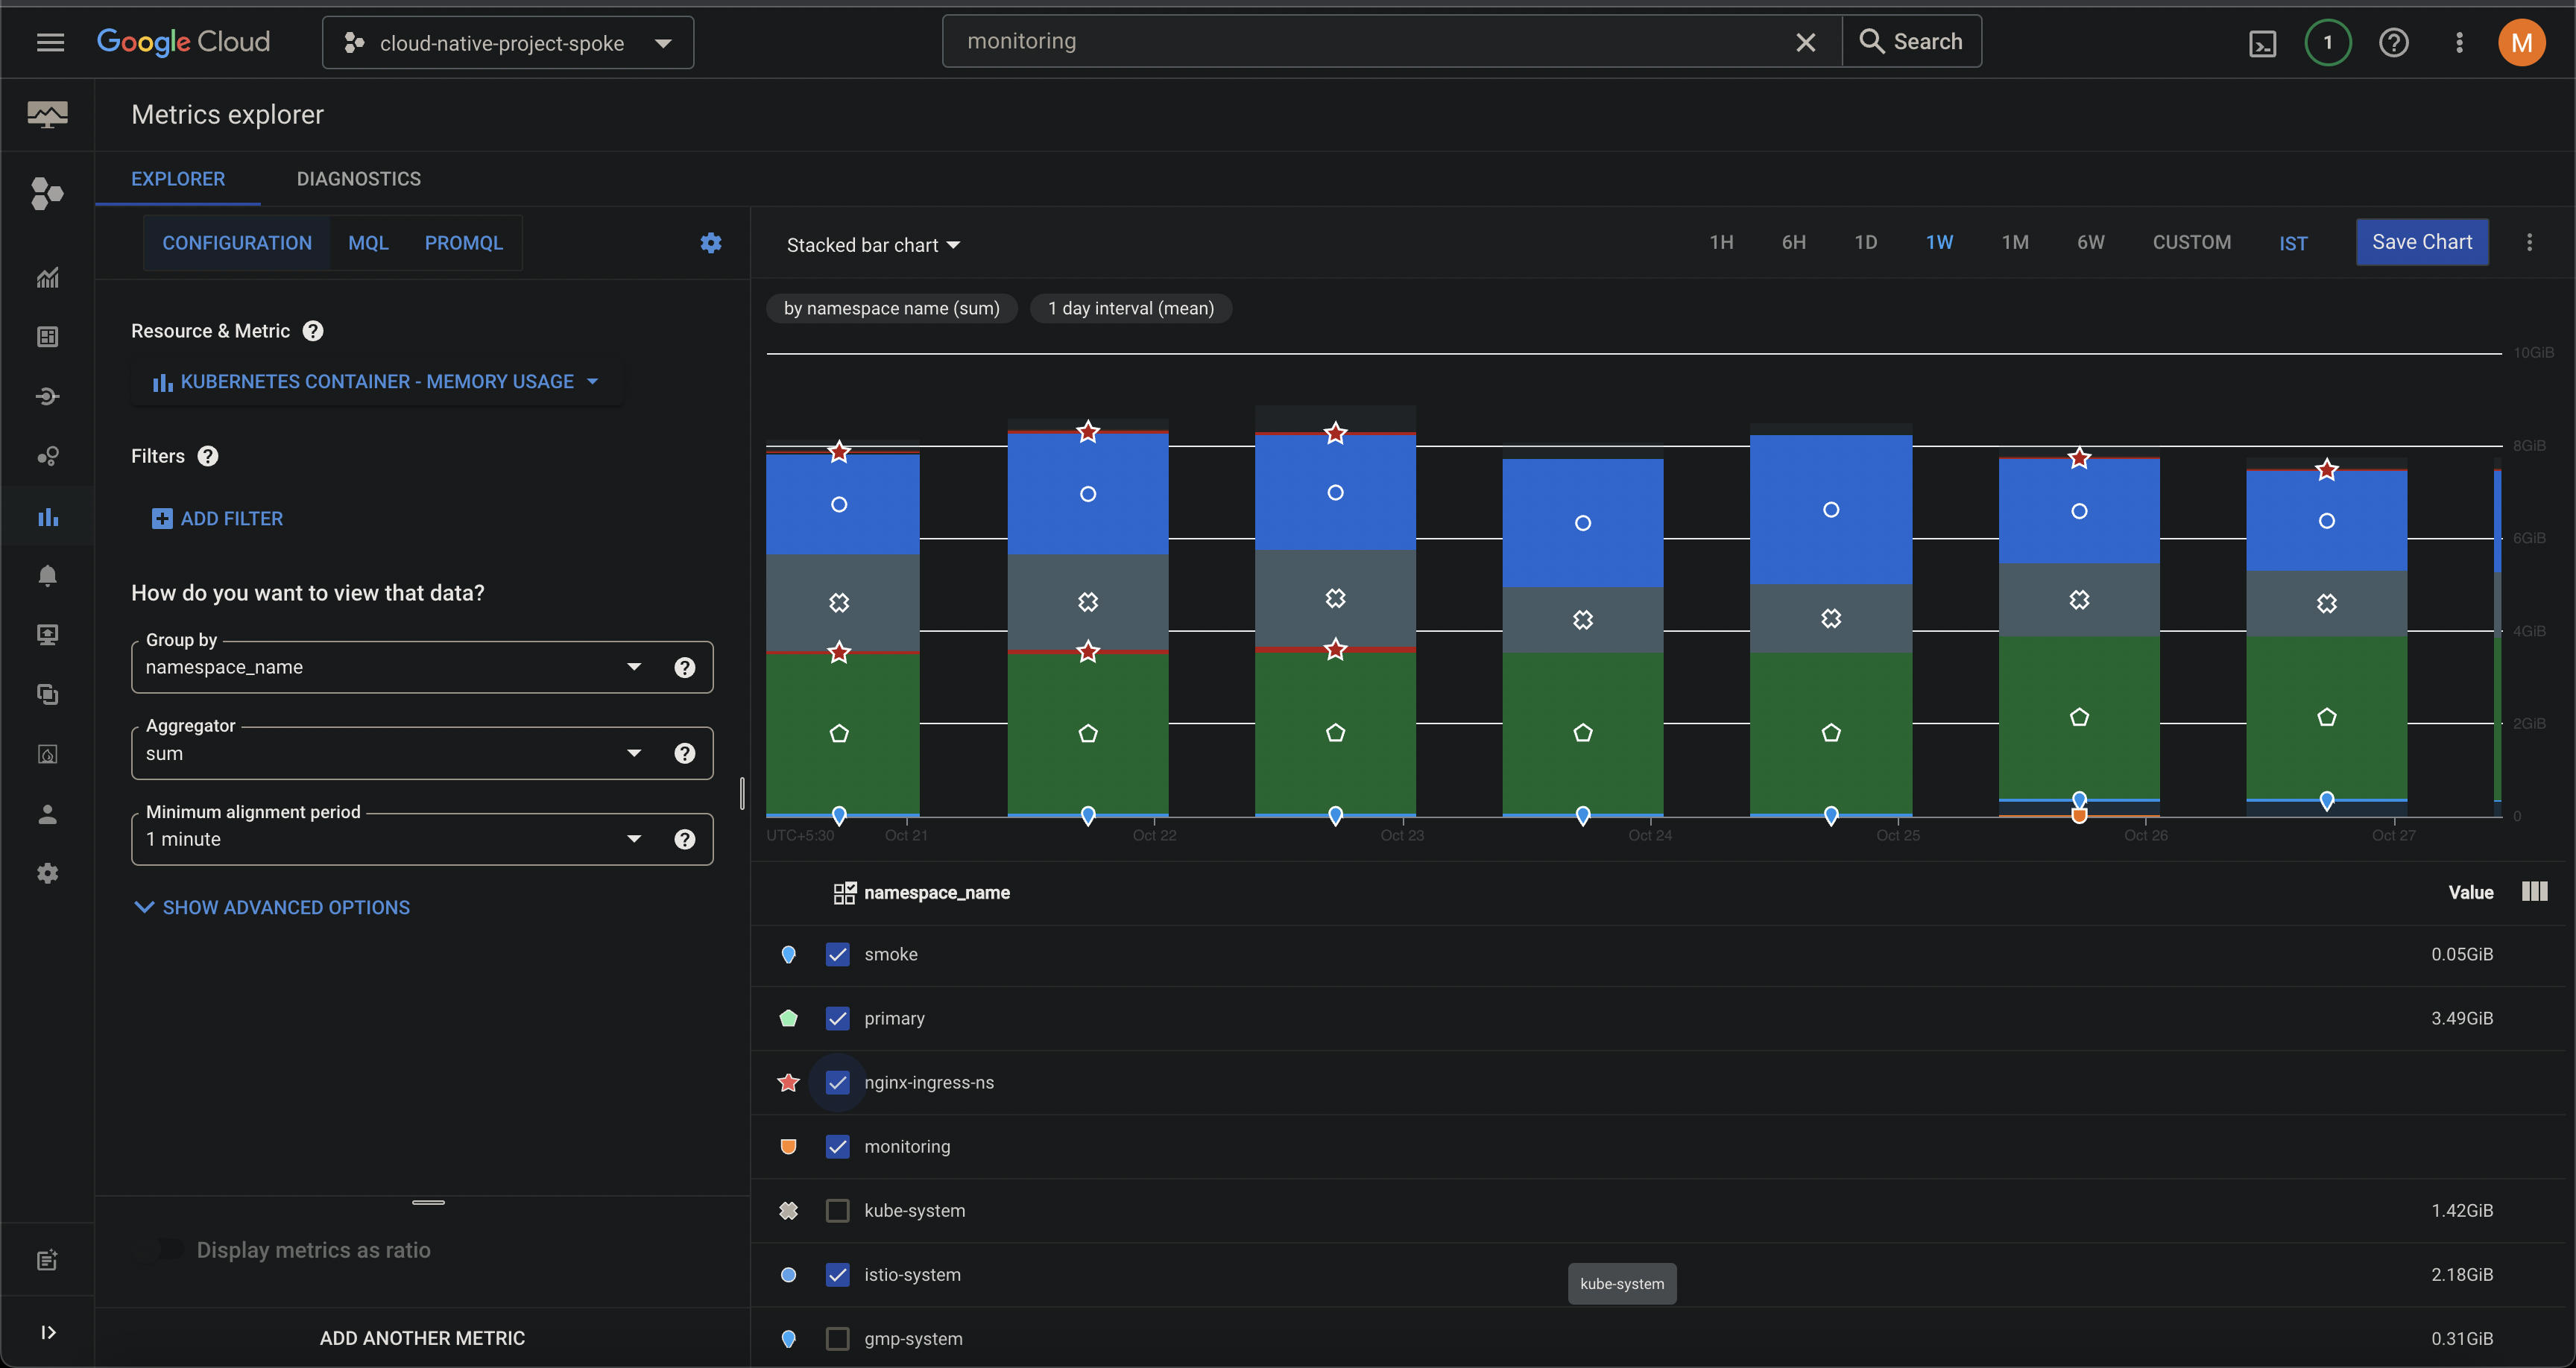 Google Cloud
cloud-native-project-spoke
monitoring
Search
1
M
Metrics explorer
EXPLORER
DIAGNOSTICS
CONFIGURATION
MQL
PROMQL
Stacked bar chart
1H
6H
1D
1W
1M
6W
CUSTOM
IST
Save Chart
by namespace name (sum)
1 day interval (mean)
Resource & Metric
KUBERNETES CONTAINER - MEMORY USAGE
Filters
ADD FILTER
How do you want to view that data?
Group by
namespace_name
Aggregator
sum
Minimum alignment period
1 minute
SHOW ADVANCED OPTIONS
Display metrics as ratio
ADD ANOTHER METRIC
10GiB
8GiB
6GiB
4GiB
2GiB
0
UTC+5:30
Oct 21
Oct 22
Oct 23
Oct 24
Oct 25
Oct 26
Oct 27
namespace_name
Value
smoke
0.05GiB
primary
3.49GiB
nginx-ingress-ns
monitoring
kube-system
1.42GiB
istio-system
2.18GiB
kube-system
gmp-system
0.31GiB